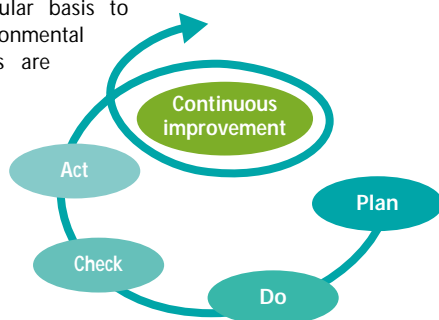 ular basis to
onmental
s are
Continuous
improvement
Act
Plan
Check
Do